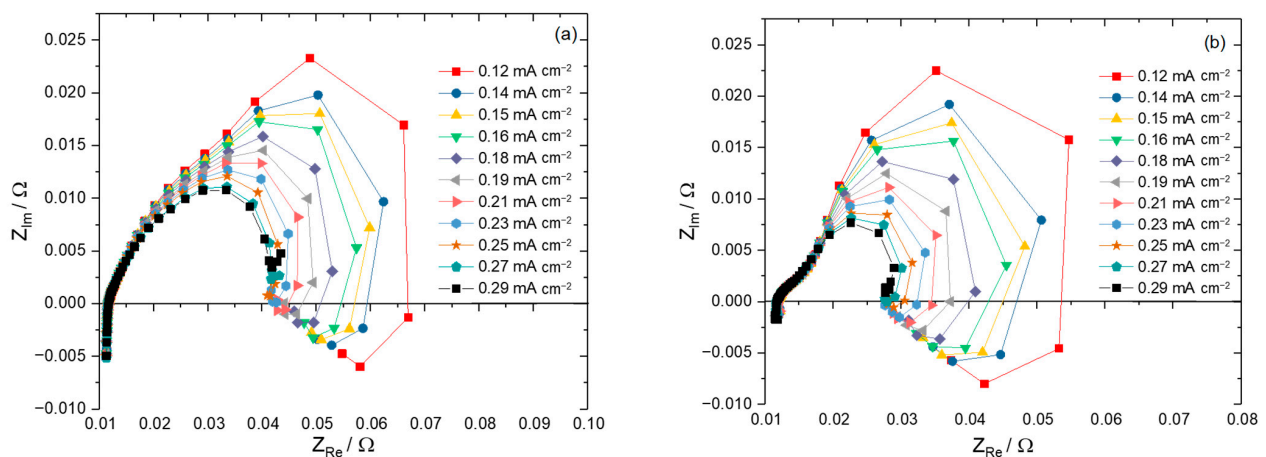 (a)
0.025
0.020
0.015
0.010
0.005
0.000
−0.005
−0.010
Z_Im / Ω
0.12 mA cm⁻²
0.14 mA cm⁻²
0.15 mA cm⁻²
0.16 mA cm⁻²
0.18 mA cm⁻²
0.19 mA cm⁻²
0.21 mA cm⁻²
0.23 mA cm⁻²
0.25 mA cm⁻²
0.27 mA cm⁻²
0.29 mA cm⁻²
0.01 0.02 0.03 0.04 0.05 0.06 0.07 0.08 0.09 0.10
Z_Re / Ω
(b)
0.025
0.020
0.015
0.010
0.005
0.000
−0.005
−0.010
Z_Im / Ω
0.12 mA cm⁻²
0.14 mA cm⁻²
0.15 mA cm⁻²
0.16 mA cm⁻²
0.18 mA cm⁻²
0.19 mA cm⁻²
0.21 mA cm⁻²
0.23 mA cm⁻²
0.25 mA cm⁻²
0.27 mA cm⁻²
0.29 mA cm⁻²
0.01 0.02 0.03 0.04 0.05 0.06 0.07 0.08
Z_Re / Ω